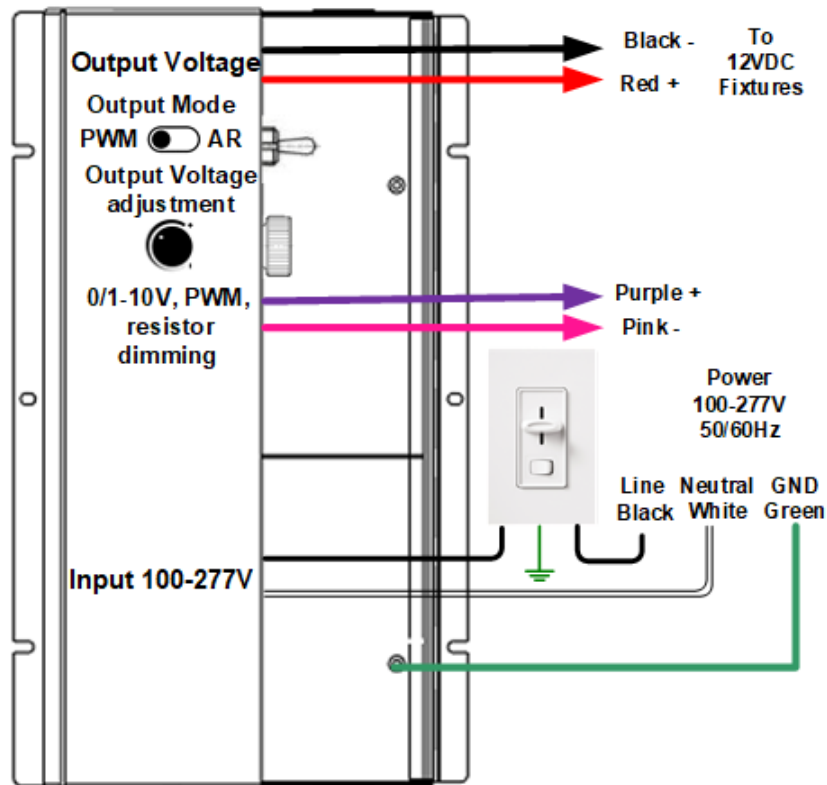 Output Voltage
Output Mode
PWM AR
Output Voltage
adjustment
0/1-10V, PWM,
resistor
dimming
Input 100-277V
Black -
Red +
To
12VDC
Fixtures
Purple +
Pink -
Power
100-277V
50/60Hz
Line Neutral GND
Black White Green